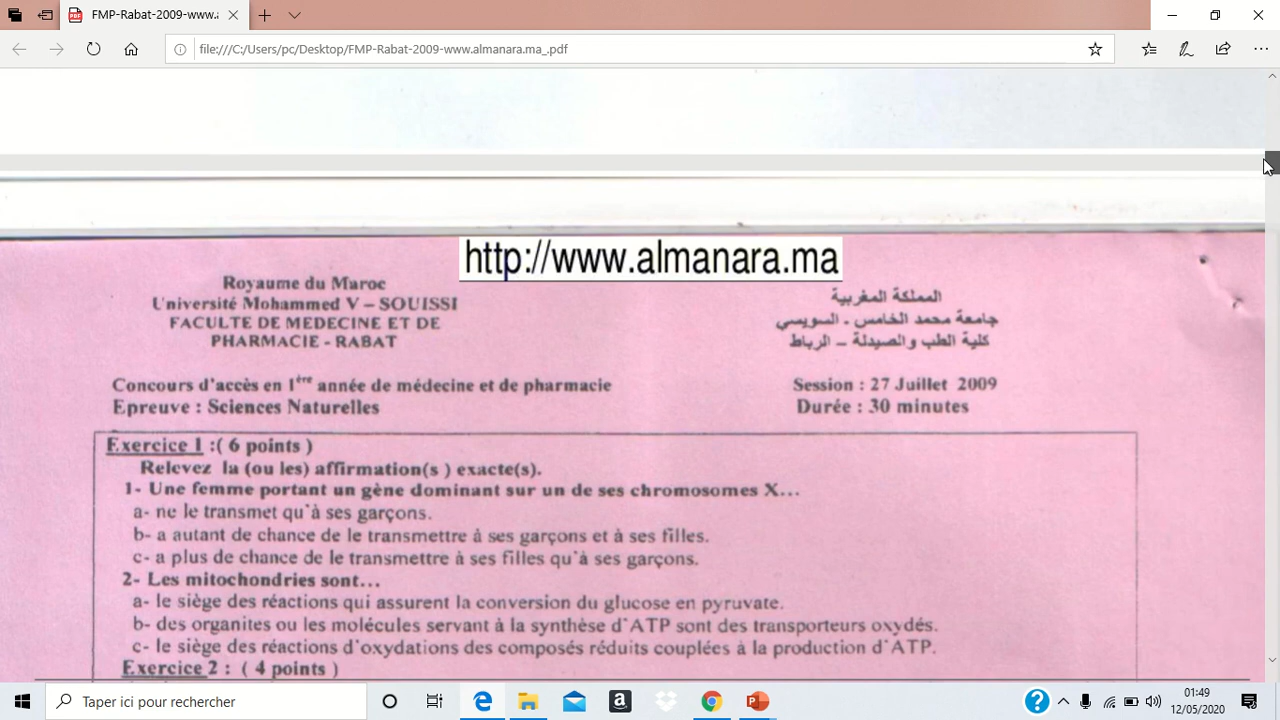 FMP-Rabat-2009-www.a
file:///C:/Users/pc/Desktop/FMP-Rabat-2009-www.almanara.ma_.pdf
http://www.almanara.ma
Royaume du Maroc
Université Mohammed V – SOUISSI
FACULTE DE MEDECINE ET DE
PHARMACIE - RABAT
المملكة المغربية
جامعة محمد الخامس - السويسي
كلية الطب والصيدلة – الرباط
Concours d'accès en 1ère année de médecine et de pharmacie
Session : 27 Juillet 2009
Epreuve : Sciences Naturelles
Durée : 30 minutes
Exercice 1 :( 6 points )
Relevez la (ou les) affirmation(s ) exacte(s).
1- Une femme portant un gène dominant sur un de ses chromosomes X...
a- ne le transmet qu'à ses garçons.
b- a autant de chance de le transmettre à ses garçons et à ses filles.
c- a plus de chance de le transmettre à ses filles qu'à ses garçons.
2- Les mitochondries sont...
a- le siège des réactions qui assurent la conversion du glucose en pyruvate.
b- des organites ou les molécules servant à la synthèse d'ATP sont des transporteurs oxydés.
c- le siège des réactions d'oxydations des composés réduits couplées à la production d'ATP.
Exercice 2 : ( 4 points )
Taper ici pour rechercher
01:49
12/05/2020